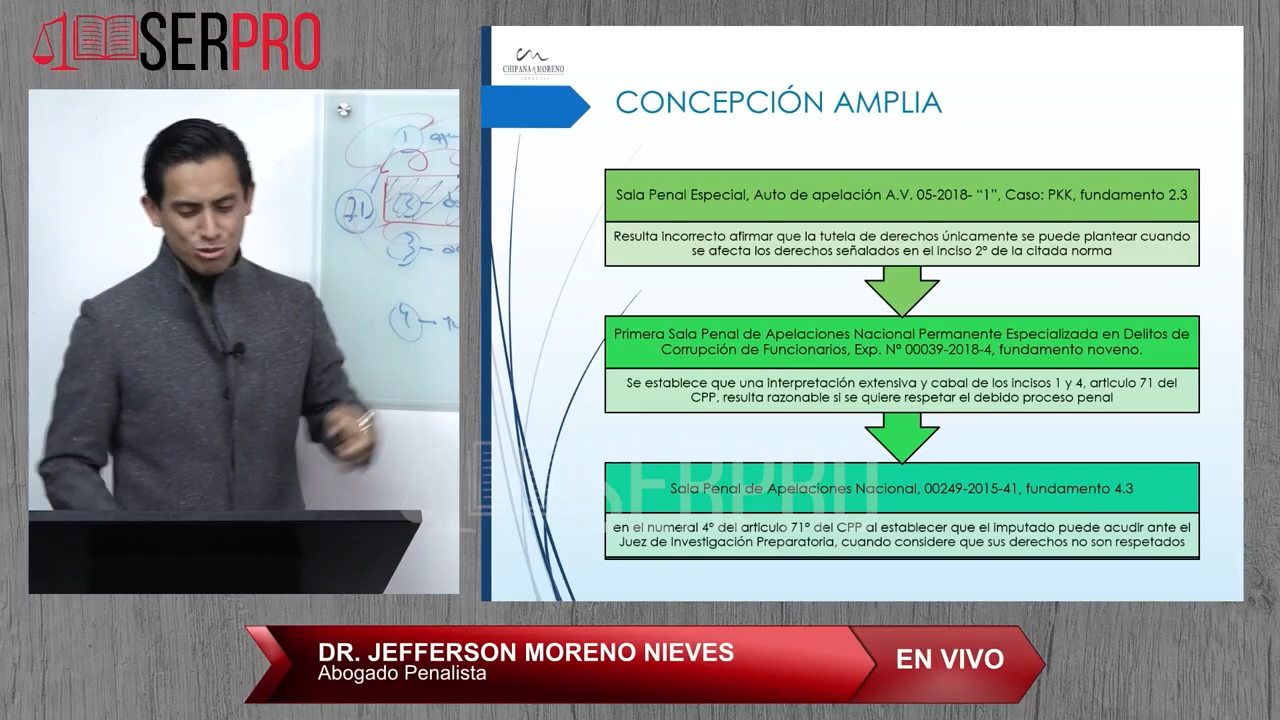 SERPRO
CHIPANA & MORENO
CONCEPCIÓN AMPLIA
Sala Penal Especial, Auto de apelación A.V. 05-2018- “1”, Caso: PKK, fundamento 2.3
Resulta incorrecto afirmar que la tutela de derechos únicamente se puede plantear cuando
se afecta los derechos señalados en el inciso 2° de la citada norma
Primera Sala Penal de Apelaciones Nacional Permanente Especializada en Delitos de
Corrupción de Funcionarios, Exp. N° 00039-2018-4, fundamento noveno.
Se establece que una interpretación extensiva y cabal de los incisos 1 y 4, articulo 71 del
CPP, resulta razonable si se quiere respetar el debido proceso penal
SERPRO
Sala Penal de Apelaciones Nacional, 00249-2015-41, fundamento 4.3
en el numeral 4° del articulo 71° del CPP al establecer que el imputado puede acudir ante el
Juez de Investigación Preparatoria, cuando considere que sus derechos no son respetados
DR. JEFFERSON MORENO NIEVES
Abogado Penalista
EN VIVO